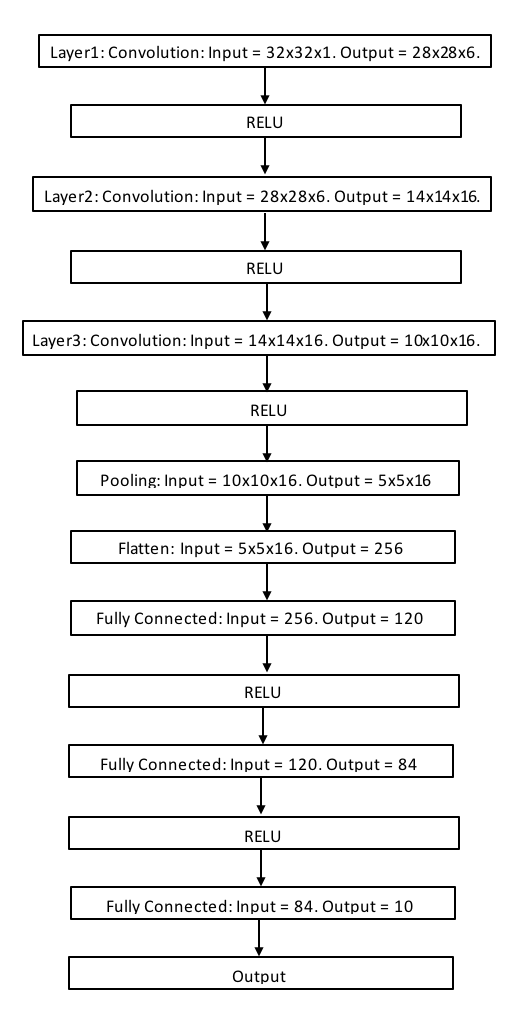 Layer1: Convolution: Input = 32x32x1. Output = 28x28x6.
RELU
Layer2: Convolution: Input = 28x28x6. Output = 14x14x16.
RELU
Layer3: Convolution: Input = 14x14x16. Output = 10x10x16.
RELU
Pooling: Input = 10x10x16. Output = 5x5x16
Flatten: Input = 5x5x16. Output = 256
Fully Connected: Input = 256. Output = 120
RELU
Fully Connected: Input = 120. Output = 84
RELU
Fully Connected: Input = 84. Output = 10
Output